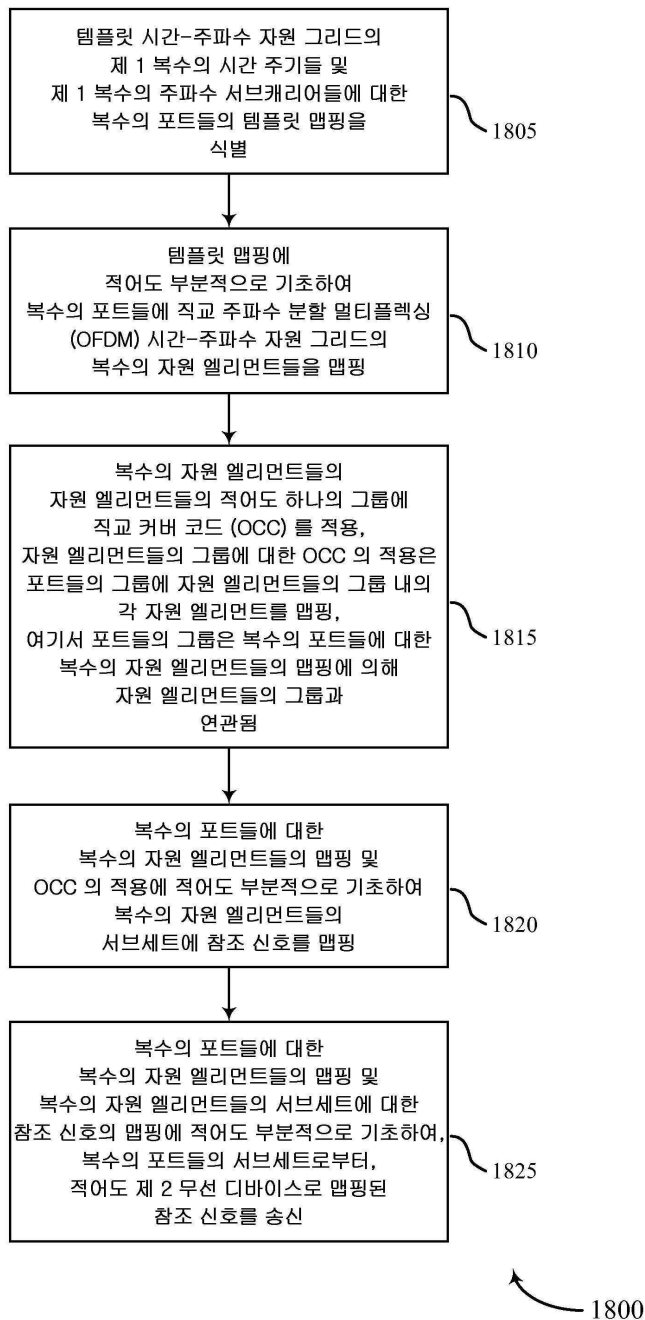 템플릿 시간-주파수 자원 그리드의
제 1 복수의 시간 주기들 및
제 1 복수의 주파수 서브캐리어들에 대한
복수의 포트들의 템플릿 맵핑을
식별
1805
템플릿 맵핑에
적어도 부분적으로 기초하여
복수의 포트들에 직교 주파수 분할 멀티플렉싱
(OFDM) 시간-주파수 자원 그리드의
복수의 자원 엘리먼트들을 맵핑
1810
복수의 자원 엘리먼트들의
자원 엘리먼트들의 적어도 하나의 그룹에
직교 커버 코드 (OCC) 를 적용,
자원 엘리먼트들의 그룹에 대한 OCC 의 적용은
포트들의 그룹에 자원 엘리먼트들의 그룹 내의
각 자원 엘리먼트를 맵핑,
여기서 포트들의 그룹은 복수의 포트들에 대한
복수의 자원 엘리먼트들의 맵핑에 의해
자원 엘리먼트들의 그룹과
연관됨
1815
복수의 포트들에 대한
복수의 자원 엘리먼트들의 맵핑 및
OCC 의 적용에 적어도 부분적으로 기초하여
복수의 자원 엘리먼트들의
서브세트에 참조 신호를 맵핑
1820
복수의 포트들에 대한
복수의 자원 엘리먼트들의 맵핑 및
복수의 자원 엘리먼트들의 서브세트에 대한
참조 신호의 맵핑에 적어도 부분적으로 기초하여,
복수의 포트들의 서브세트로부터,
적어도 제 2 무선 디바이스로 맵핑된
참조 신호를 송신
1825
1800